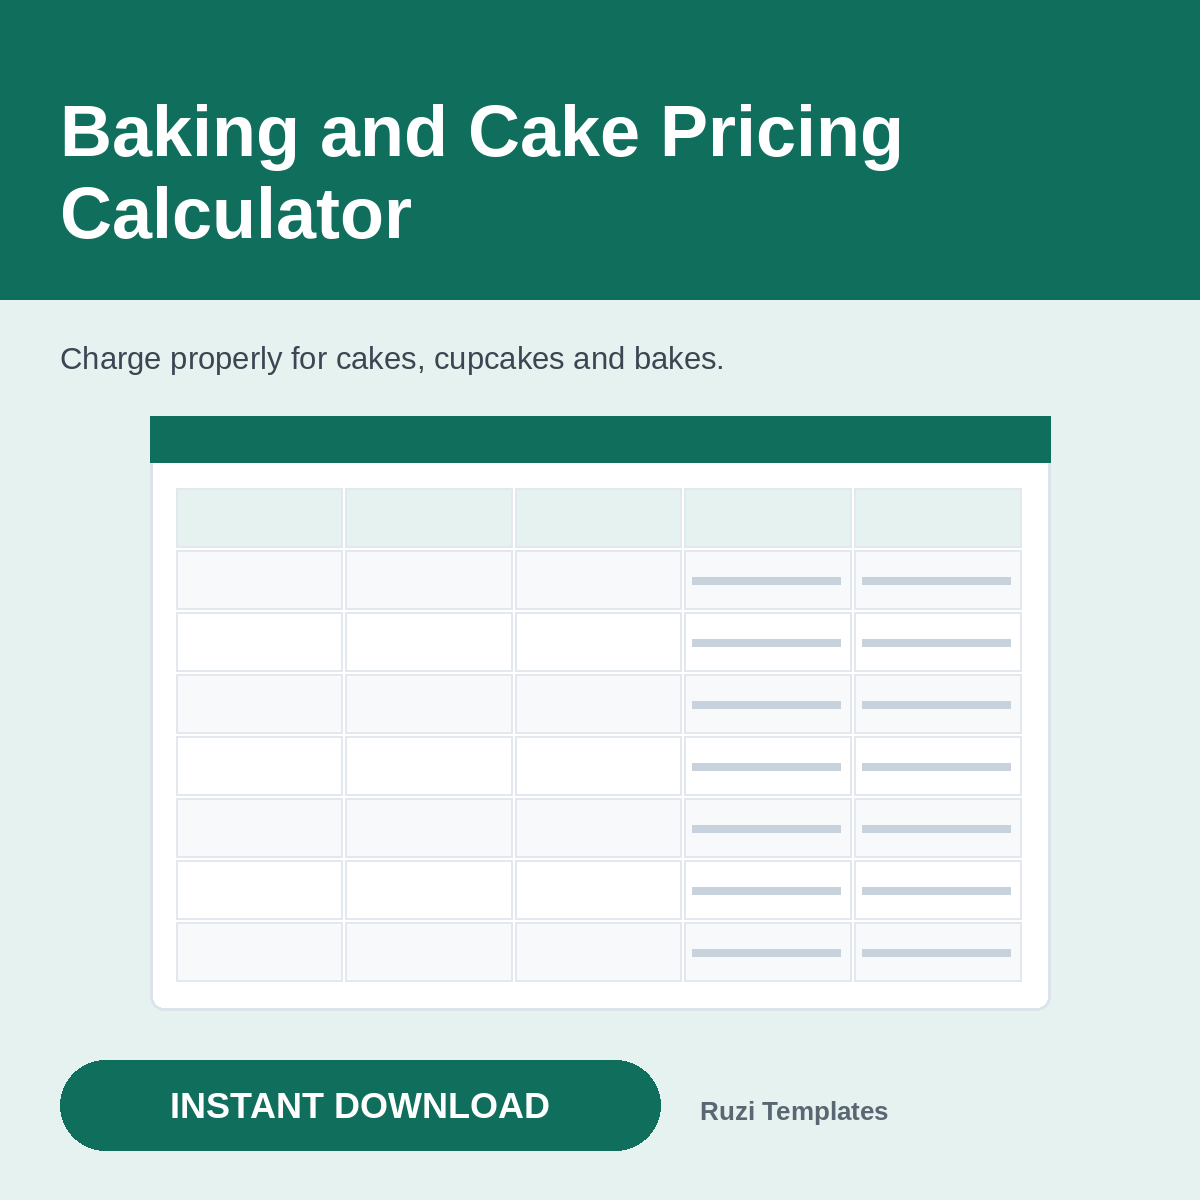 Baking and Cake Pricing
Calculator
Charge properly for cakes, cupcakes and bakes.
INSTANT DOWNLOAD
Ruzi Templates